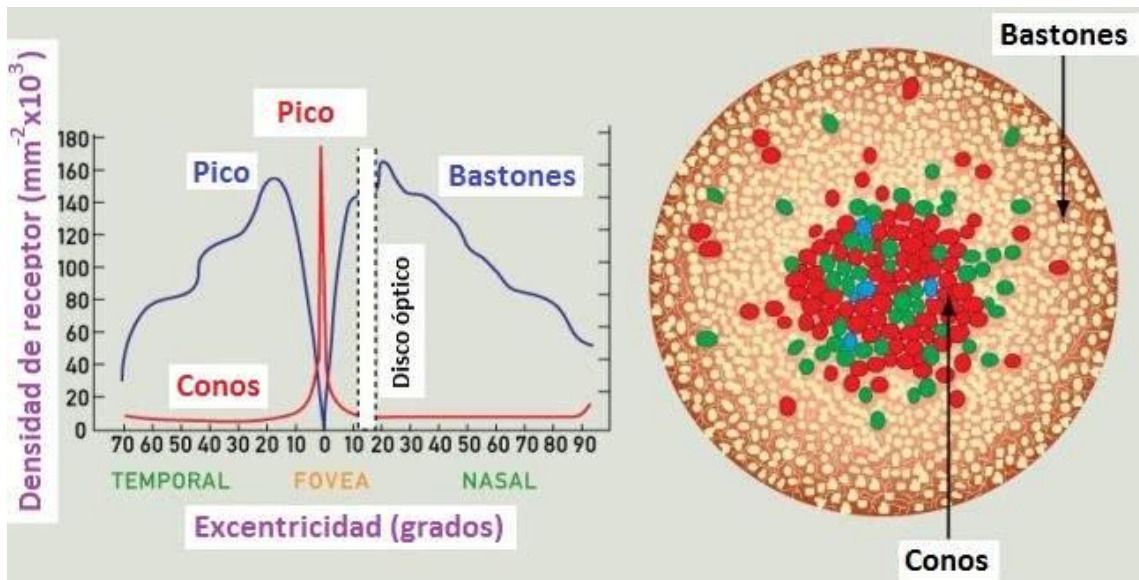 Densidad de receptor (mm⁻²x10³)
Pico
Pico
Bastones
Conos
Disco óptico
180
160
140
120
100
80
60
40
20
0
70 60 50 40 30 20 10 0 10 20 30 40 50 60 70 80 90
TEMPORAL FOVEA NASAL
Excentricidad (grados)
Bastones
Conos